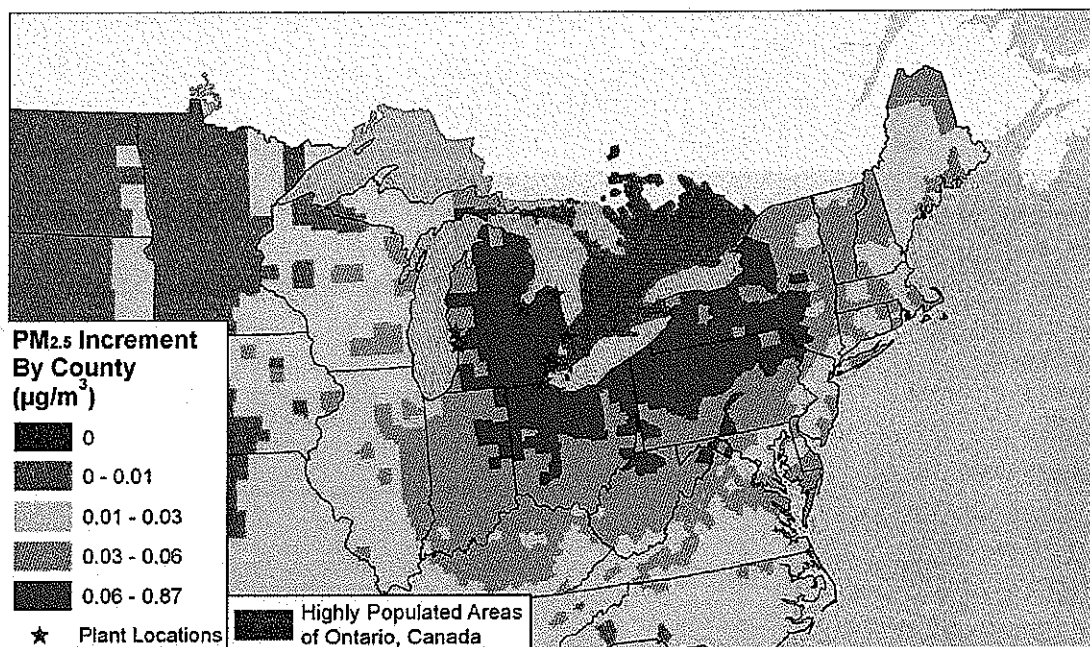 PM2.5 Increment
By County
(µg/m³)
0
0 - 0.01
0.01 - 0.03
0.03 - 0.06
0.06 - 0.87
Plant Locations
Highly Populated Areas
of Ontario, Canada